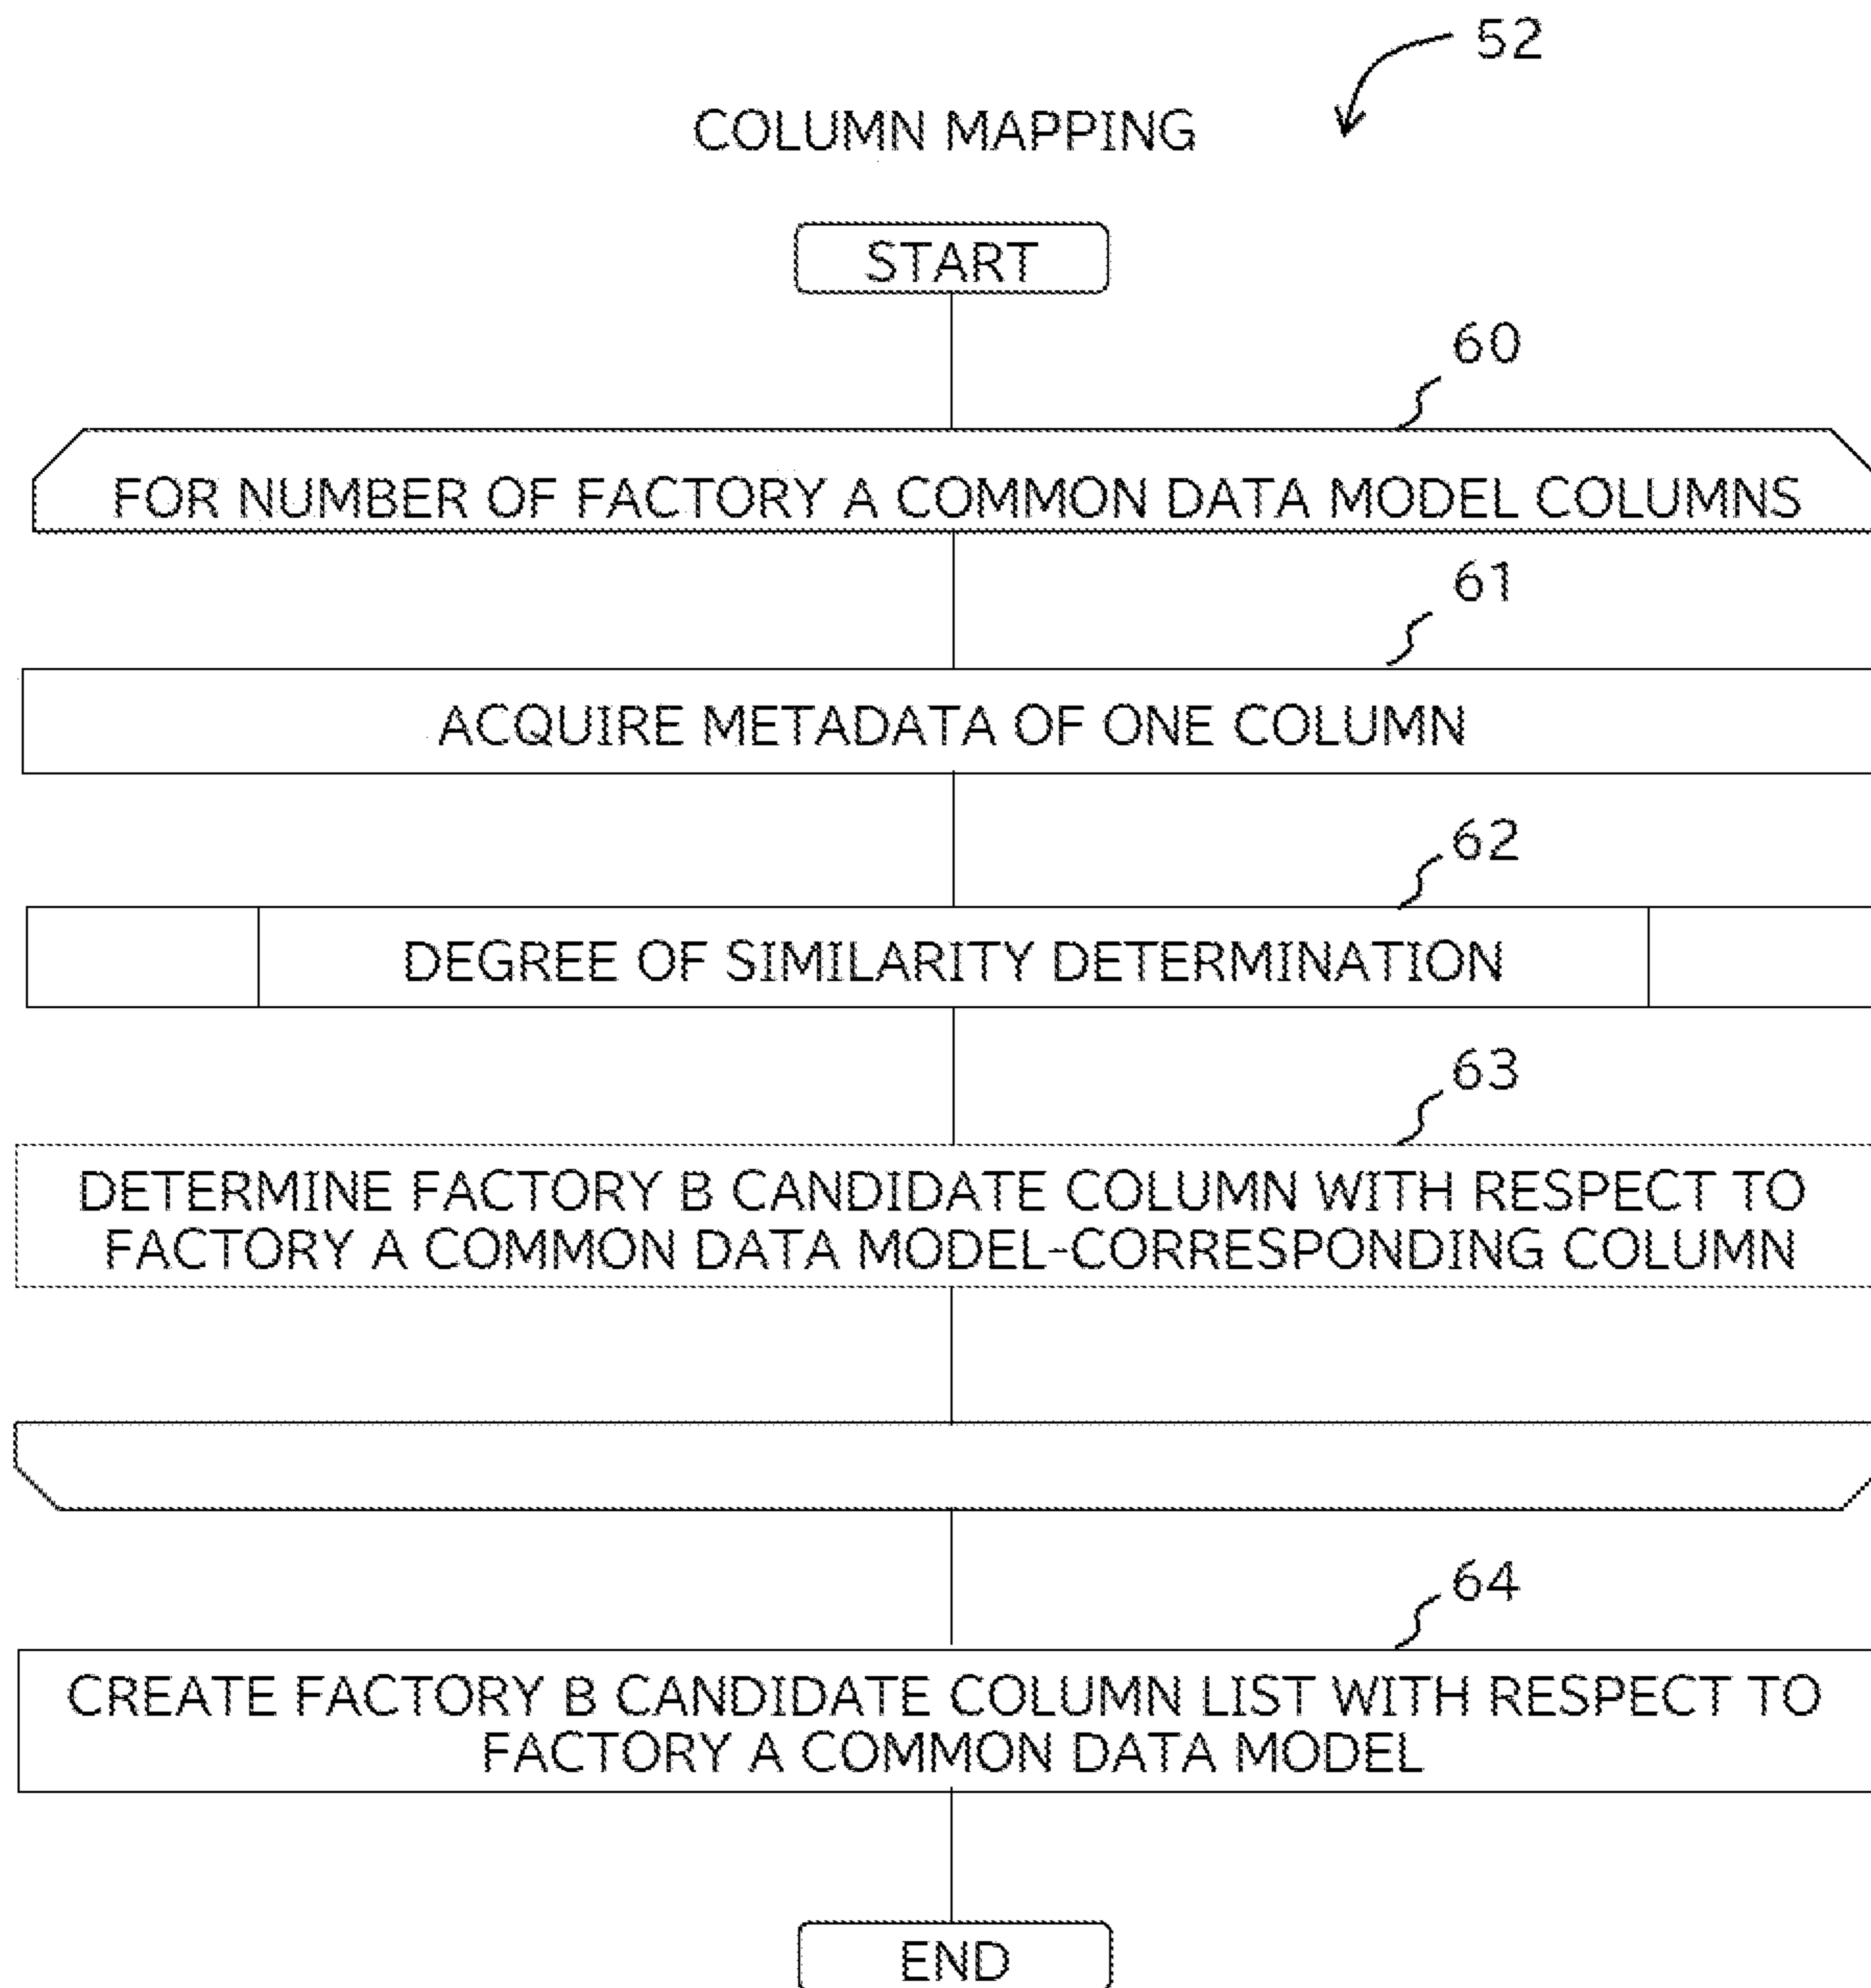 52
COLUMN MAPPING
START
60
FOR NUMBER OF FACTORY A COMMON DATA MODEL COLUMNS
61
ACQUIRE METADATA OF ONE COLUMN
62
DEGREE OF SIMILARITY DETERMINATION
63
DETERMINE FACTORY B CANDIDATE COLUMN WITH RESPECT TO
FACTORY A COMMON DATA MODEL-CORRESPONDING COLUMN
64
CREATE FACTORY B CANDIDATE COLUMN LIST WITH RESPECT TO
FACTORY A COMMON DATA MODEL
END